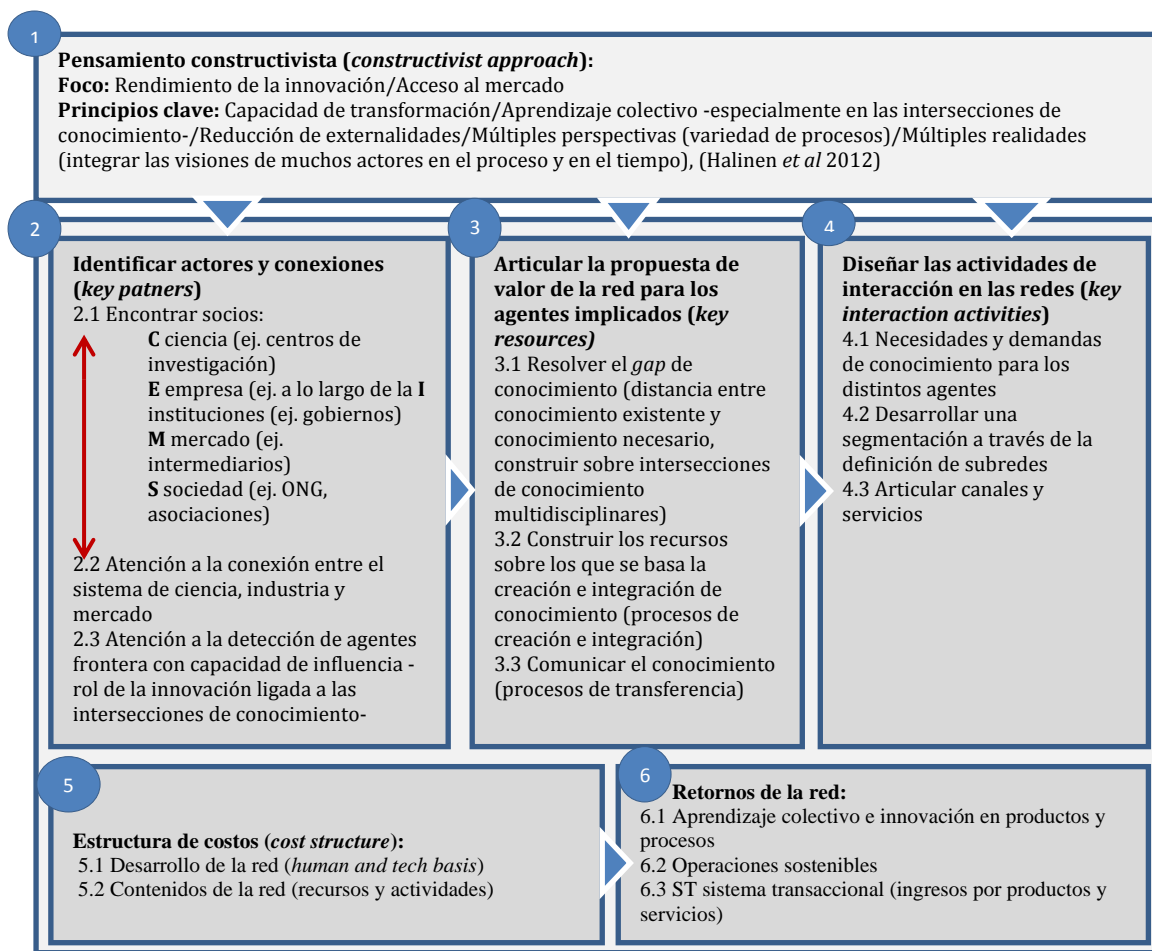 1
Pensamiento constructivista (constructivist approach):
Foco: Rendimiento de la innovación/Acceso al mercado
Principios clave: Capacidad de transformación/Aprendizaje colectivo -especialmente en las intersecciones de
conocimiento-/Reducción de externalidades/Múltiples perspectivas (variedad de procesos)/Múltiples realidades
(integrar las visiones de muchos actores en el proceso y en el tiempo), (Halinen et al 2012)
2
Identificar actores y conexiones
(key patners)
2.1 Encontrar socios:
C ciencia (ej. centros de
investigación)
E empresa (ej. a lo largo de la I
instituciones (ej. gobiernos)
M mercado (ej.
intermediarios)
S sociedad (ej. ONG,
asociaciones)
2.2 Atención a la conexión entre el
sistema de ciencia, industria y
mercado
2.3 Atención a la detección de agentes
frontera con capacidad de influencia -
rol de la innovación ligada a las
intersecciones de conocimiento-
3
Articular la propuesta de
valor de la red para los
agentes implicados (key
resources)
3.1 Resolver el gap de
conocimiento (distancia entre
conocimiento existente y
conocimiento necesario,
construir sobre intersecciones
de conocimiento
multidisciplinares)
3.2 Construir los recursos
sobre los que se basa la
creación e integración de
conocimiento (procesos de
creación e integración)
3.3 Comunicar el conocimiento
(procesos de transferencia)
4
Diseñar las actividades de
interacción en las redes (key
interaction activities)
4.1 Necesidades y demandas
de conocimiento para los
distintos agentes
4.2 Desarrollar una
segmentación a través de la
definición de subredes
4.3 Articular canales y
servicios
5
Estructura de costos (cost structure):
5.1 Desarrollo de la red (human and tech basis)
5.2 Contenidos de la red (recursos y actividades)
6
Retornos de la red:
6.1 Aprendizaje colectivo e innovación en productos y
procesos
6.2 Operaciones sostenibles
6.3 ST sistema transaccional (ingresos por productos y
servicios)